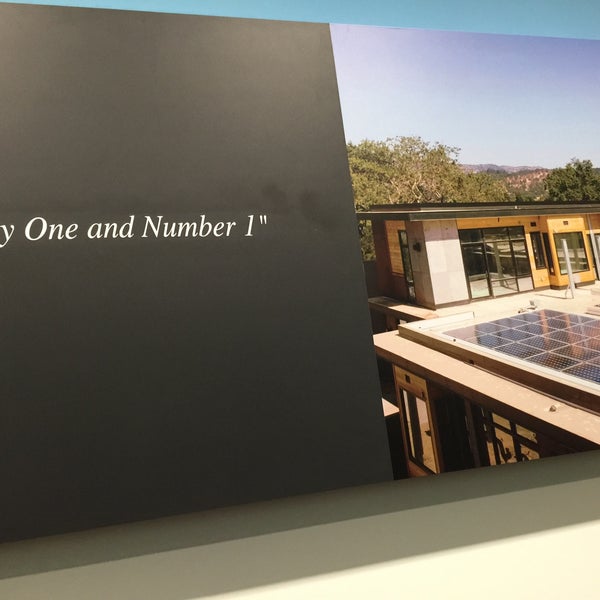 y One and Number 1"